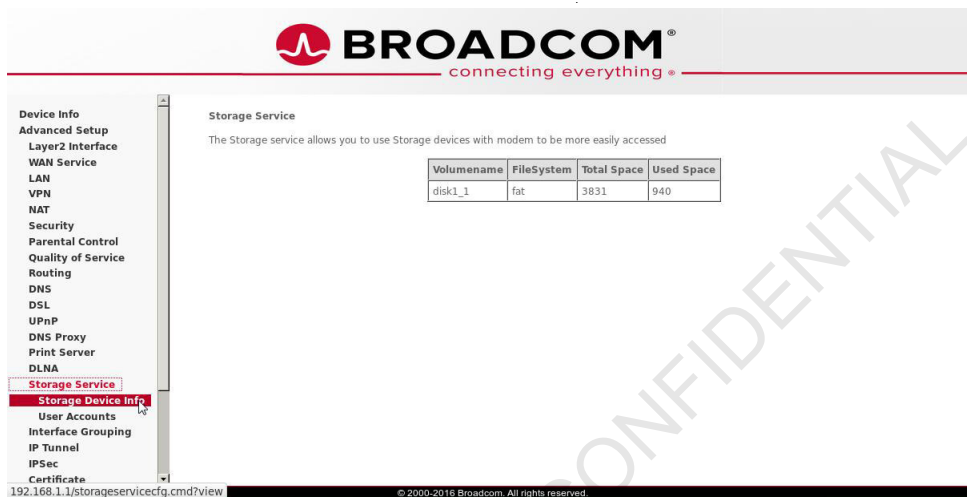 BROADCOM®
connecting everything ®
Device Info
Advanced Setup
Layer2 Interface
WAN Service
LAN
VPN
NAT
Security
Parental Control
Quality of Service
Routing
DNS
DSL
UPnP
DNS Proxy
Print Server
DLNA
Storage Service
Storage Device Info
User Accounts
Interface Grouping
IP Tunnel
IPSec
Certificate
Storage Service
The Storage service allows you to use Storage devices with modem to be more easily accessed
Volumename FileSystem Total Space Used Space
disk1_1 fat 3831 940
CONFIDENTIAL
192.168.1.1/storageservicecfg.cmd?view
© 2000-2016 Broadcom. All rights reserved.